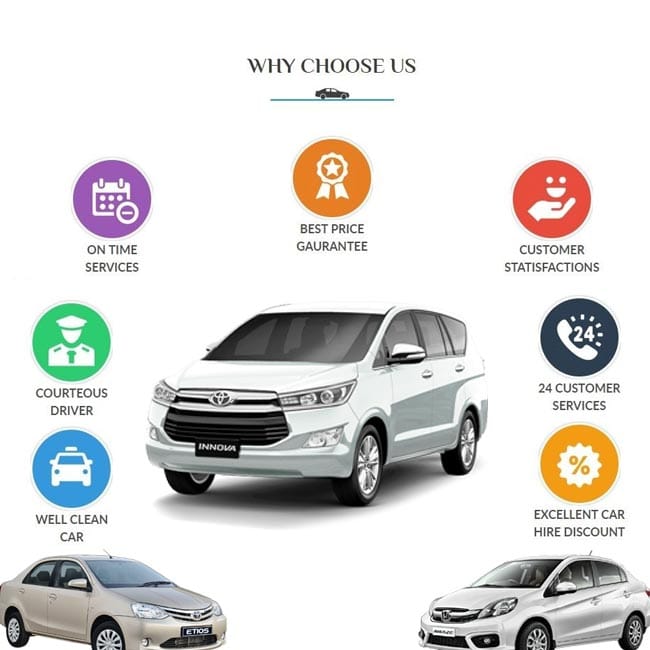 WHY CHOOSE US
ON TIME
SERVICES
BEST PRICE
GAURANTEE
CUSTOMER
STATISFACTIONS
COURTEOUS
DRIVER
24
24 CUSTOMER
SERVICES
INNOVA
WELL CLEAN
CAR
%
EXCELLENT CAR
HIRE DISCOUNT
ETIOS
AMAZE